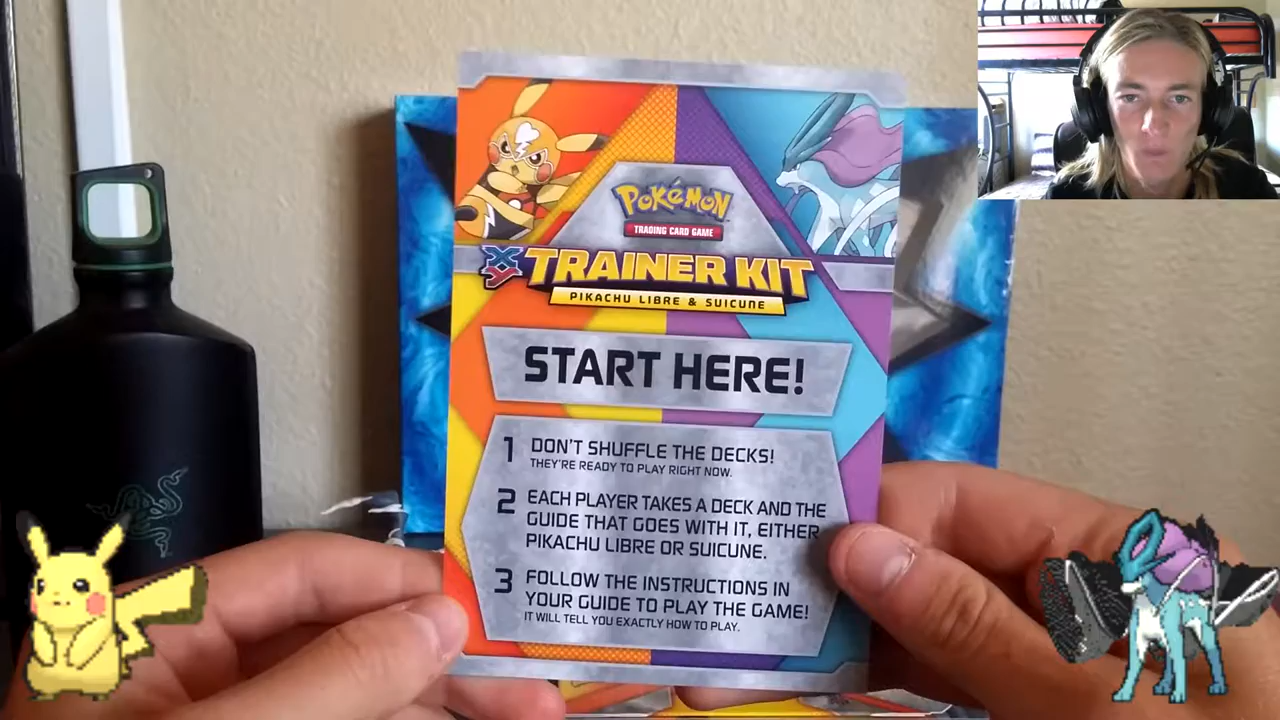 POKéMON
TRADING CARD GAME
XY TRAINER KIT
PIKACHU LIBRE & SUICUNE
START HERE!
1 DON'T SHUFFLE THE DECKS!
THEY'RE READY TO PLAY RIGHT NOW.
2 EACH PLAYER TAKES A DECK AND THE
GUIDE THAT GOES WITH IT, EITHER
PIKACHU LIBRE OR SUICUNE.
3 FOLLOW THE INSTRUCTIONS IN
YOUR GUIDE TO PLAY THE GAME!
IT WILL TELL YOU EXACTLY HOW TO PLAY.